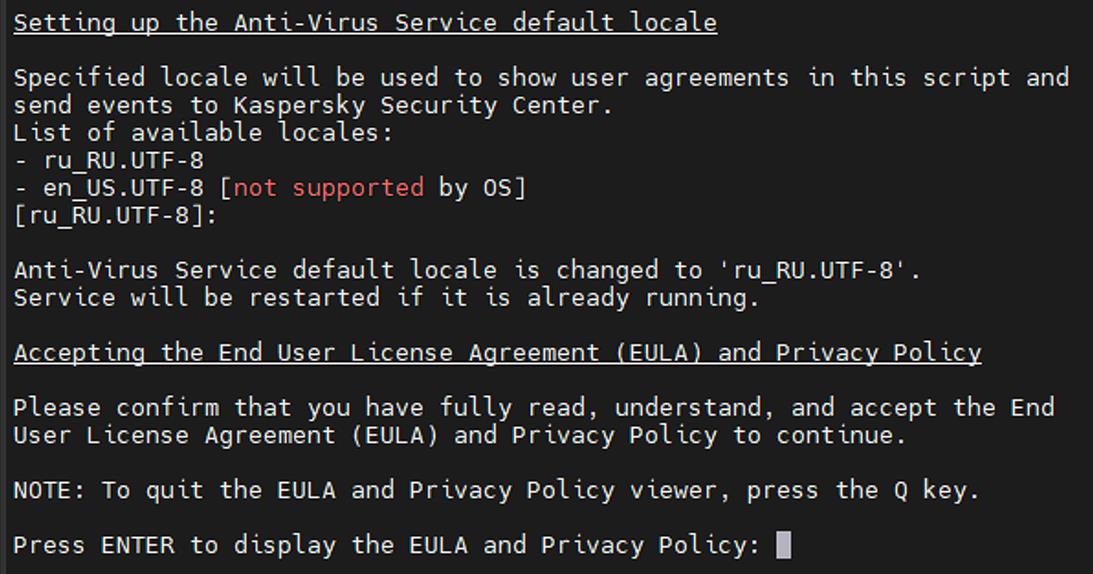 Setting up the Anti-Virus Service default locale
Specified locale will be used to show user agreements in this script and
send events to Kaspersky Security Center.
List of available locales:
- ru_RU.UTF-8
- en_US.UTF-8 [not supported by OS]
[ru_RU.UTF-8]:
Anti-Virus Service default locale is changed to 'ru_RU.UTF-8'.
Service will be restarted if it is already running.
Accepting the End User License Agreement (EULA) and Privacy Policy
Please confirm that you have fully read, understand, and accept the End
User License Agreement (EULA) and Privacy Policy to continue.
NOTE: To quit the EULA and Privacy Policy viewer, press the Q key.
Press ENTER to display the EULA and Privacy Policy: